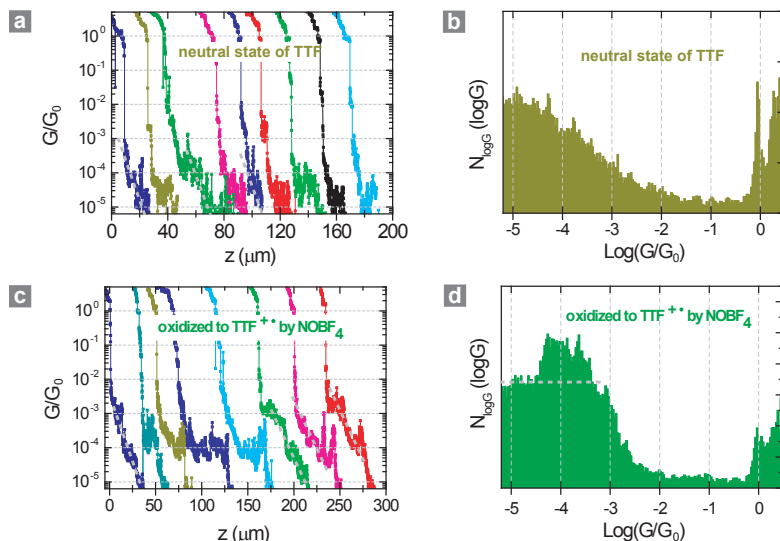 a
neutral state of TTF
G/G₀
10⁰
10⁻¹
10⁻²
10⁻³
10⁻⁴
10⁻⁵
0 40 80 120 160 200
z (μm)
b
neutral state of TTF
N_logG (logG)
-5 -4 -3 -2 -1 0
Log(G/G₀)
c
oxidized to TTF⁺• by NOBF₄
G/G₀
10⁰
10⁻¹
10⁻²
10⁻³
10⁻⁴
10⁻⁵
0 50 100 150 200 250 300
z (μm)
d
oxidized to TTF⁺• by NOBF₄
N_logG (logG)
-5 -4 -3 -2 -1 0
Log(G/G₀)